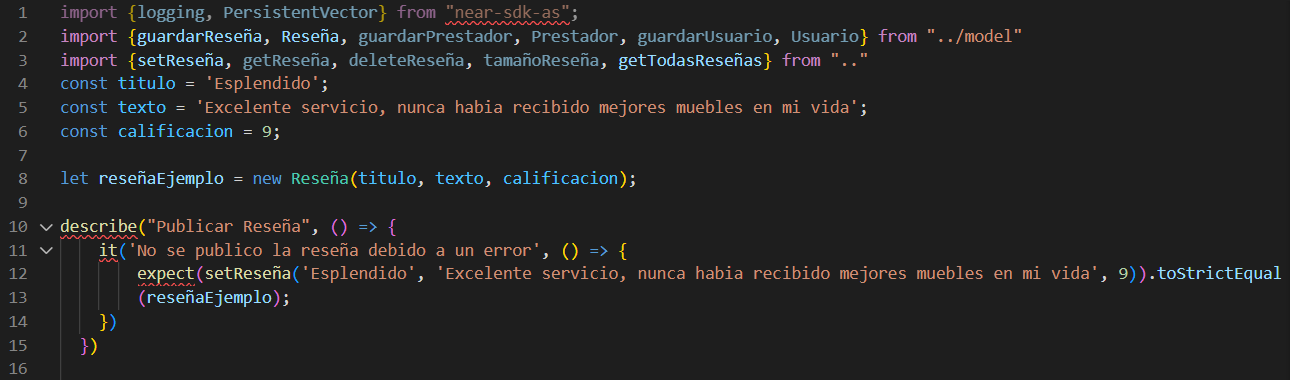 1 import {logging, PersistentVector} from "near-sdk-as";
2 import {guardarReseña, Reseña, guardarPrestador, Prestador, guardarUsuario, Usuario} from "../model"
3 import {setReseña, getReseña, deleteReseña, tamañoReseña, getTodasReseñas} from ".."
4 const titulo = 'Esplendido';
5 const texto = 'Excelente servicio, nunca habia recibido mejores muebles en mi vida';
6 const calificacion = 9;
7
8 let reseñaEjemplo = new Reseña(titulo, texto, calificacion);
9
10 describe("Publicar Reseña", () => {
11 it('No se publico la reseña debido a un error', () => {
12 expect(setReseña('Esplendido', 'Excelente servicio, nunca habia recibido mejores muebles en mi vida', 9)).toStrictEqual
13 (reseñaEjemplo);
14 })
15 })
16